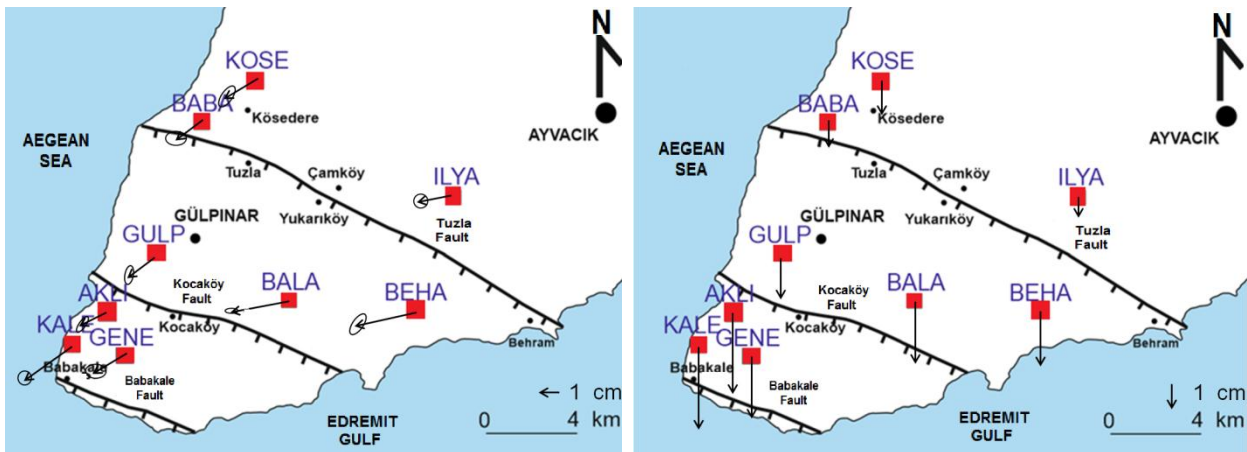 N
KOSE
BABA
Kösedere
AEGEAN
SEA
AYVACIK
Tuzla
Çamköy
ILYA
Yukarıköy
GÜLPINAR
Tuzla
Fault
GULP
Kocaköy
Fault
BALA
BEHA
AKLI
Kocaköy
KALE
GENE
Behram
Babakale
Babakale
Fault
1 cm
EDREMIT
GULF
0 4
km
N
KOSE
BABA
Kösedere
AEGEAN
SEA
AYVACIK
Tuzla
Çamköy
ILYA
Yukarıköy
GÜLPINAR
Tuzla
Fault
GULP
Kocaköy
Fault
BALA
BEHA
AKLI
Kocaköy
KALE
GENE
Behram
Babakale
Babakale
Fault
1 cm
EDREMIT
GULF
0 4
km